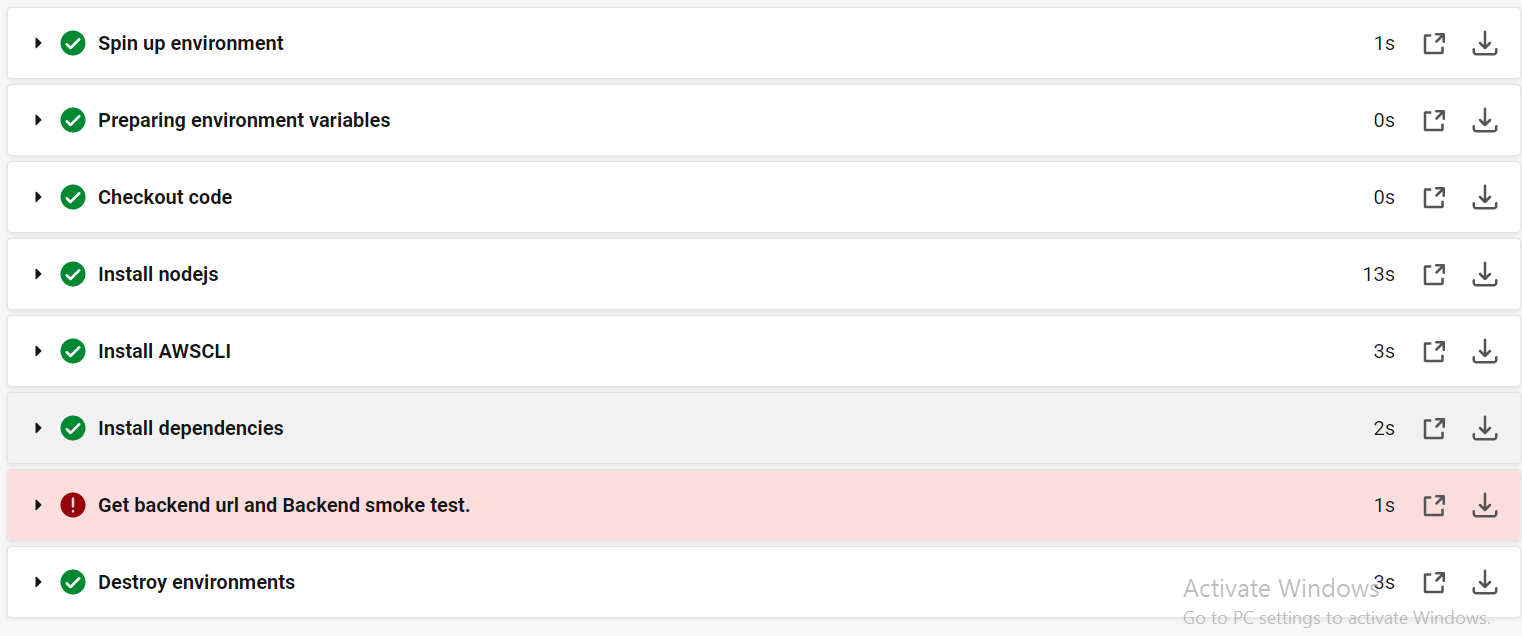 Spin up environment 1s
Preparing environment variables 0s
Checkout code 0s
Install nodejs 13s
Install AWSCLI 3s
Install dependencies 2s
Get backend url and Backend smoke test. 1s
Destroy environments 3s
Activate Windows
Go to PC settings to activate Windows.